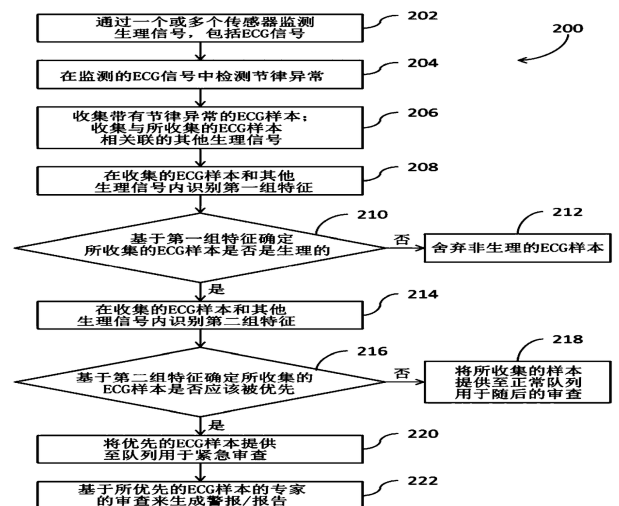 通过一个或多个传感器监测
生理信号，包括ECG信号
202
200
在监测的ECG信号中检测节律异常
204
收集带有节律异常的ECG样本；
收集与所收集的ECG样本
相关联的其他生理信号
206
在收集的ECG样本和其他
生理信号内识别第一组特征
208
基于第一组特征确定
所收集的ECG样本是否是生理的
210
否
舍弃非生理的ECG样本
212
是
在收集的ECG样本和其他
生理信号内识别第二组特征
214
基于第二组特征确定所收集的
ECG样本是否应该被优先
216
否
将所收集的样本
提供至正常队列
用于随后的审查
218
是
将优先的ECG样本提供
至队列用于紧急审查
220
基于所优先的ECG样本的专家
的审查来生成警报/报告
222